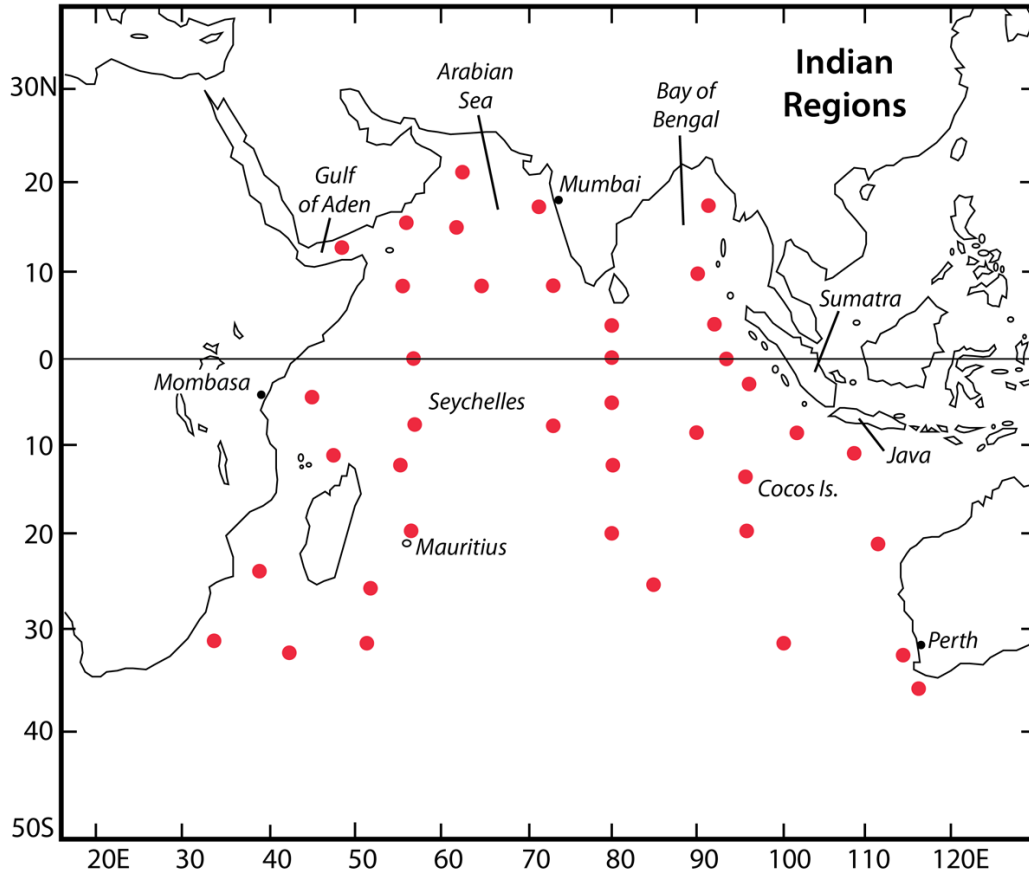 Indian
Regions
Arabian
Sea
Bay of
Bengal
Gulf
of Aden
Mumbai
Sumatra
Mombasa
Seychelles
Java
Cocos Is.
Mauritius
Perth
30N
20
10
0
10
20
30
40
50S
20E
30
40
50
60
70
80
90
100
110
120E